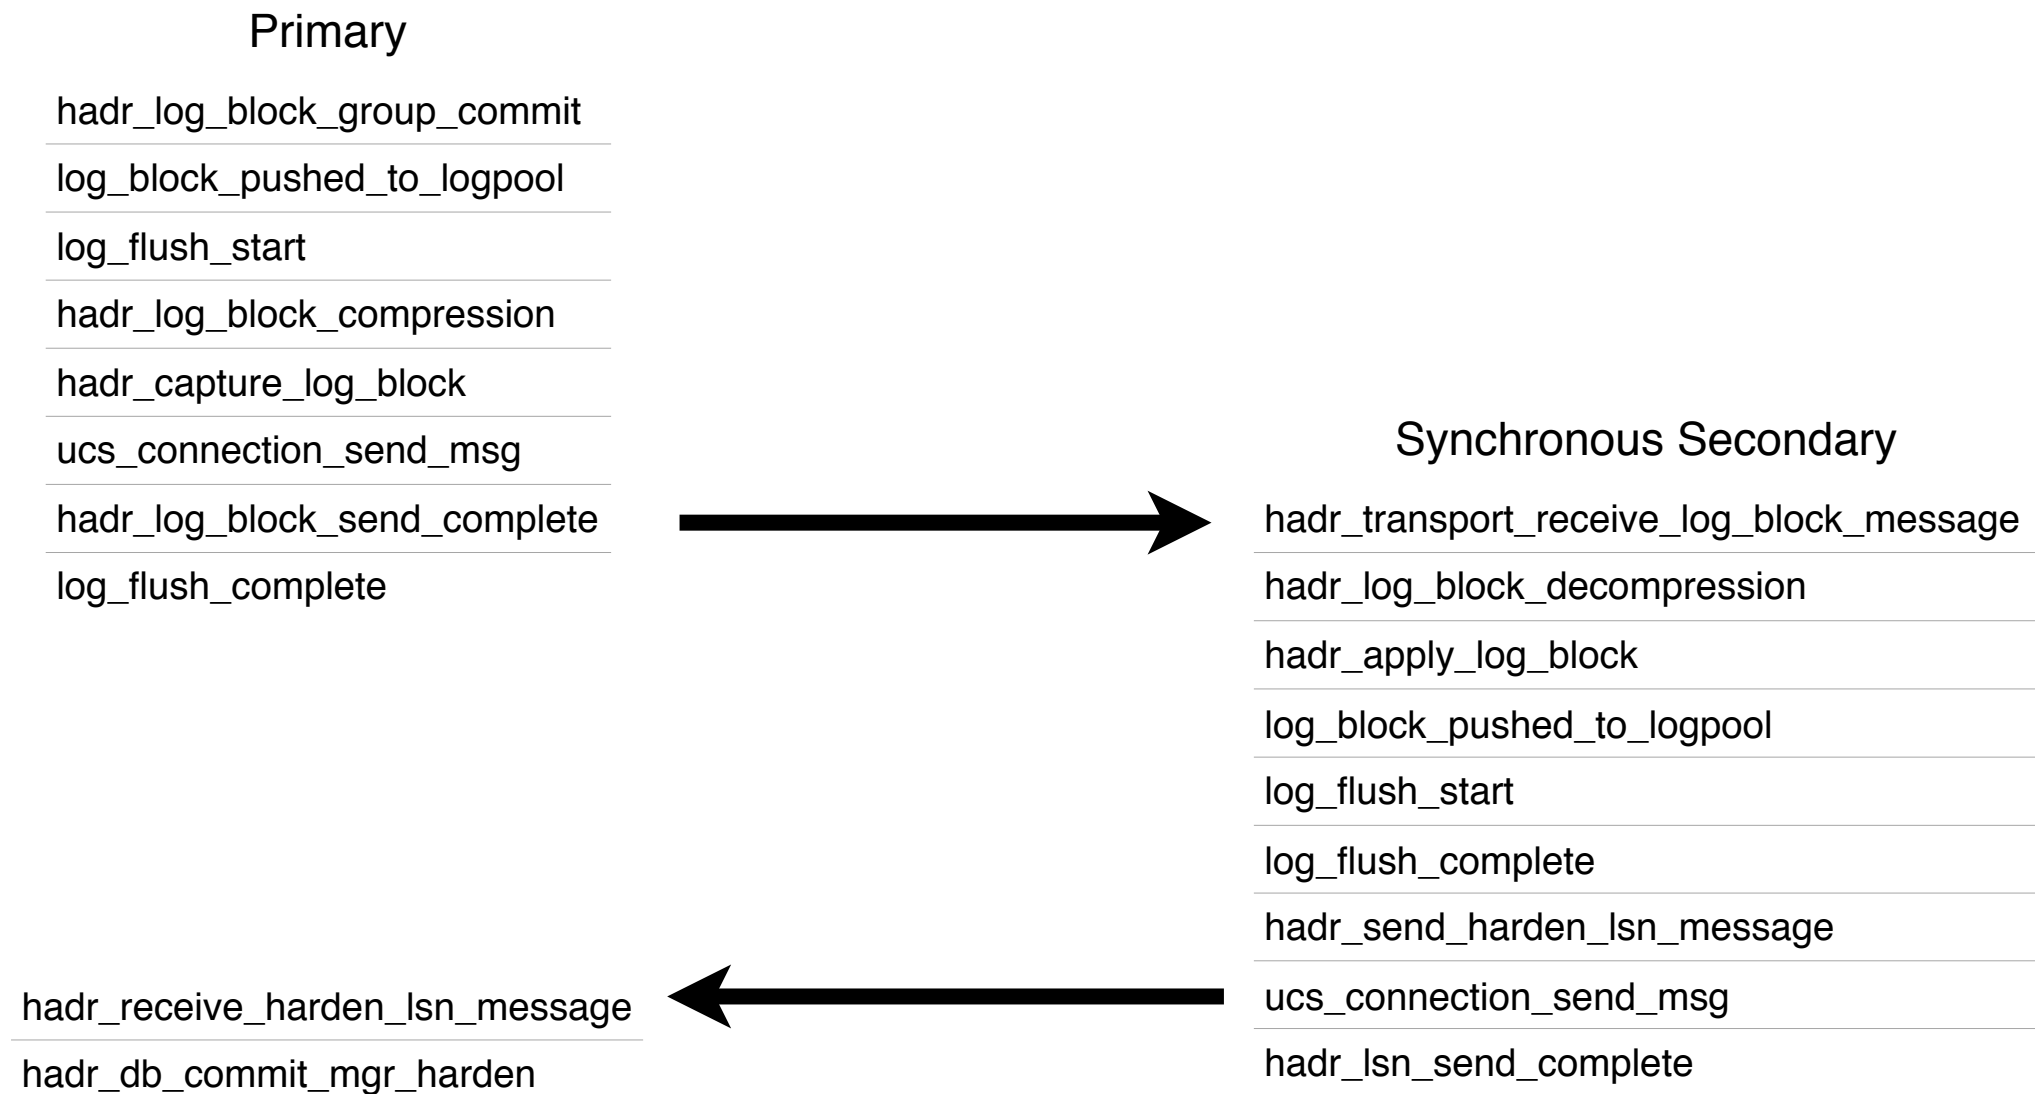 Primary
hadr_log_block_group_commit
log_block_pushed_to_logpool
log_flush_start
hadr_log_block_compression
hadr_capture_log_block
ucs_connection_send_msg
hadr_log_block_send_complete
log_flush_complete
Synchronous Secondary
hadr_transport_receive_log_block_message
hadr_log_block_decompression
hadr_apply_log_block
log_block_pushed_to_logpool
log_flush_start
log_flush_complete
hadr_send_harden_lsn_message
ucs_connection_send_msg
hadr_lsn_send_complete
hadr_receive_harden_lsn_message
hadr_db_commit_mgr_harden